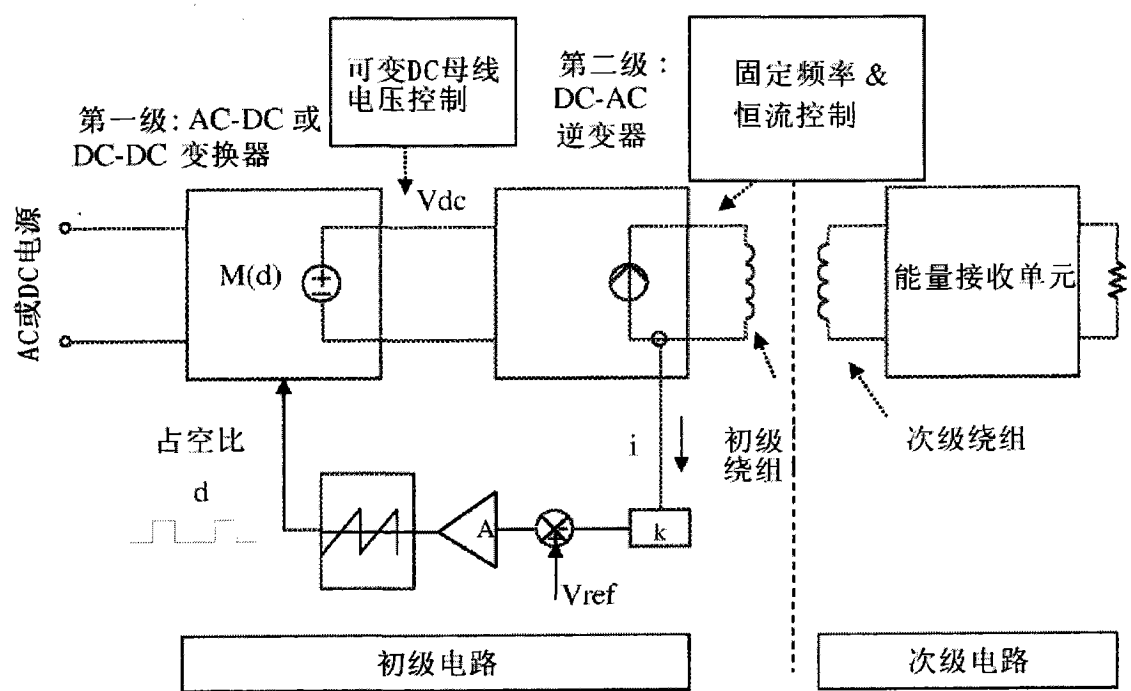 可变DC母线
电压控制
第二级：
DC-AC
逆变器
固定频率 &
恒流控制
第一级: AC-DC 或
DC-DC 变换器
Vdc
AC或DC电源
M(d)
能量接收单元
占空比
d
i
初级
绕组
次级绕组
A
k
Vref
初级电路
次级电路